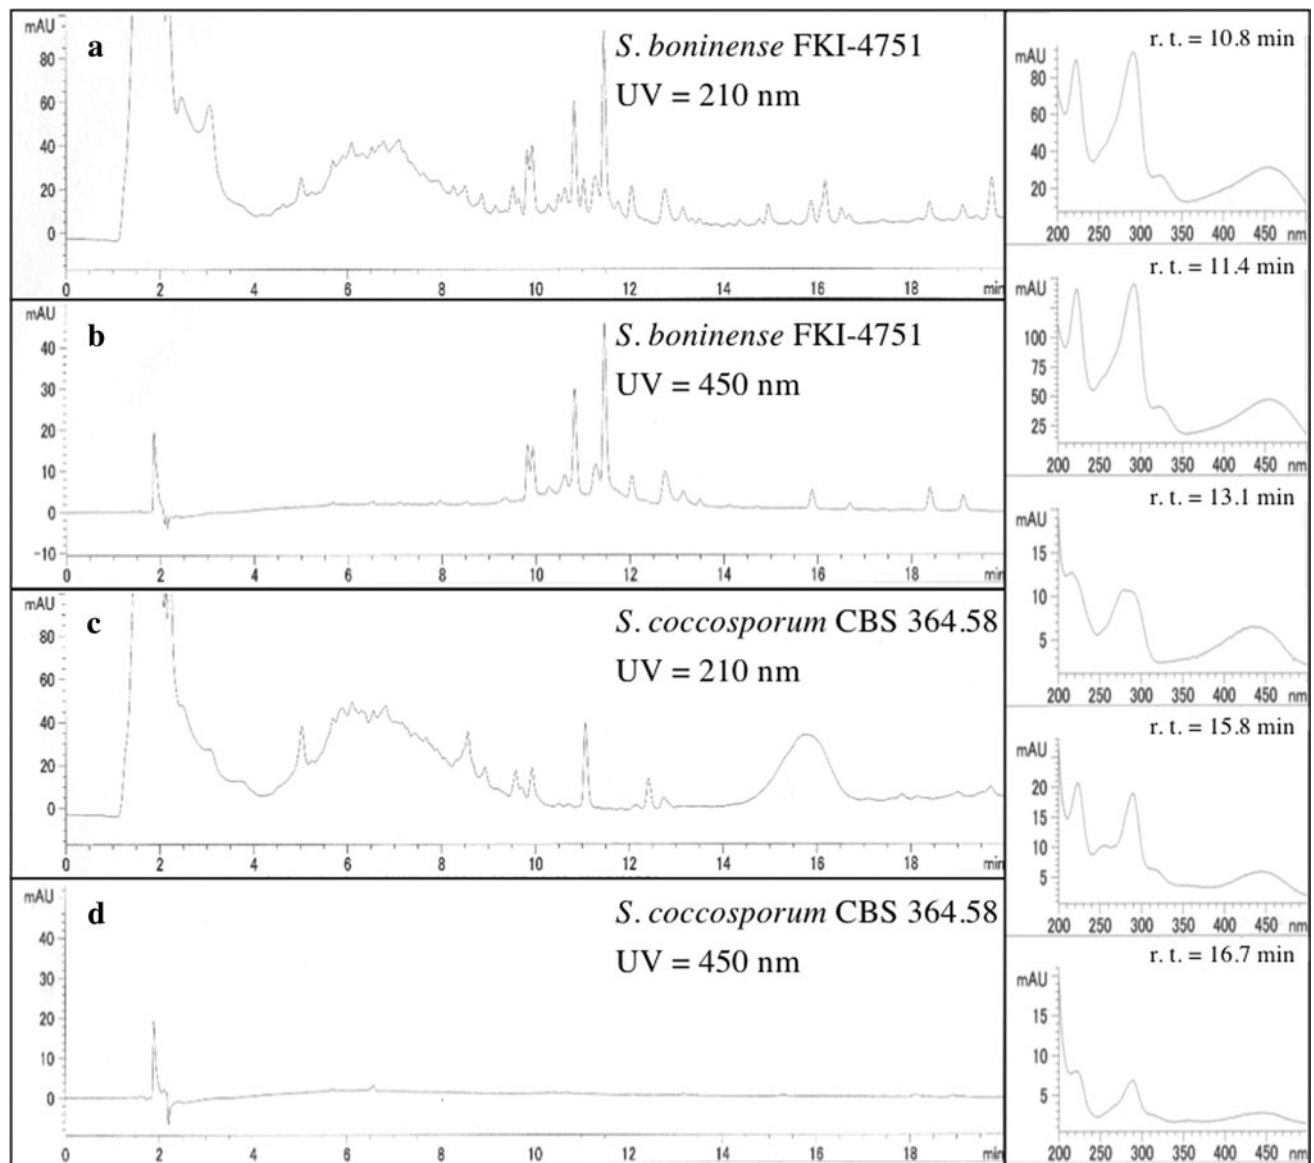 mAU
a
S. boninense FKI-4751
UV = 210 nm
80
60
40
20
0
0 2 4 6 8 10 12 14 16 18 min
mAU
b
S. boninense FKI-4751
UV = 450 nm
40
30
20
10
0
-10
0 2 4 6 8 10 12 14 16 18 min
mAU
c
S. coccosporum CBS 364.58
UV = 210 nm
80
60
40
20
0
0 2 4 6 8 10 12 14 16 18 min
mAU
d
S. coccosporum CBS 364.58
UV = 450 nm
40
30
20
10
0
0 2 4 6 8 10 12 14 16 18 min
r. t. = 10.8 min
mAU
80
60
40
20
200 250 300 350 400 450 nm
r. t. = 11.4 min
mAU
100
75
50
25
200 250 300 350 400 450 nm
r. t. = 13.1 min
mAU
15
10
5
200 250 300 350 400 450 nm
r. t. = 15.8 min
mAU
20
15
10
5
200 250 300 350 400 450 nm
r. t. = 16.7 min
mAU
15
10
5
200 250 300 350 400 450 nm